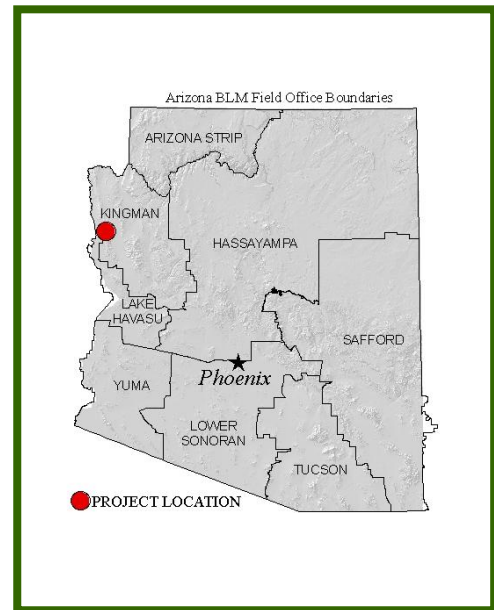 Arizona BLM Field Office Boundaries
ARIZONA STRIP
KINGMAN
HASSAYAMPA
LAKE
HAVASU
SAFFORD
Phoenix
YUMA
LOWER
SONORAN
TUCSON
PROJECT LOCATION